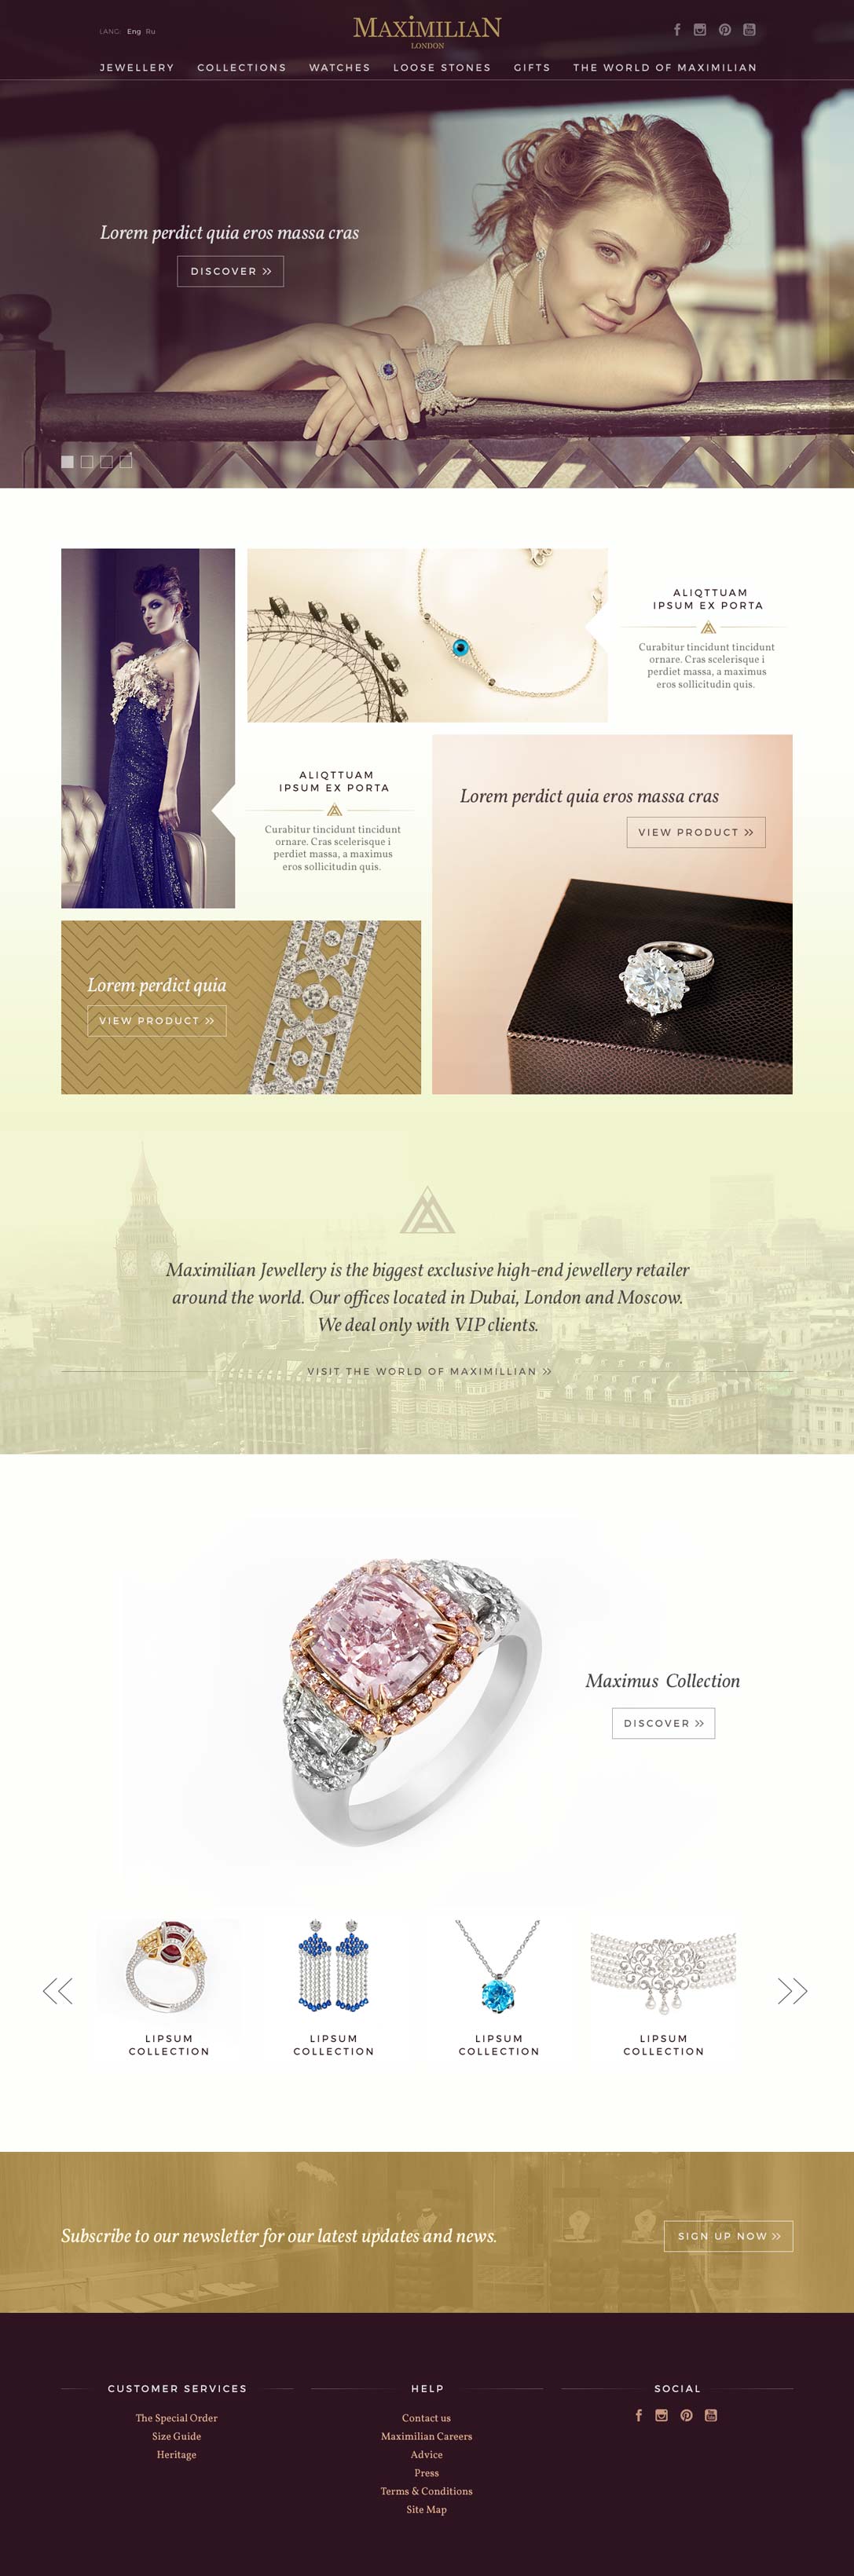 LANG: Eng Ru
MAXIMILIAN
LONDON
JEWELLERY COLLECTIONS WATCHES LOOSE STONES GIFTS THE WORLD OF MAXIMILIAN
Lorem perdict quia eros massa cras
DISCOVER »
ALIQTTUAM
IPSUM EX PORTA
Curabitur tincidunt tincidunt
ornare. Cras scelerisque i
perdiet massa, a maximus
eros sollicitudin quis.
ALIQTTUAM
IPSUM EX PORTA
Curabitur tincidunt tincidunt
ornare. Cras scelerisque i
perdiet massa, a maximus
eros sollicitudin quis.
Lorem perdict quia eros massa cras
VIEW PRODUCT »
Lorem perdict quia
VIEW PRODUCT »
Maximilian Jewellery is the biggest exclusive high-end jewellery retailer
around the world. Our offices located in Dubai, London and Moscow.
We deal only with VIP clients.
VISIT THE WORLD OF MAXIMILLIAN »
Maximus Collection
DISCOVER »
LIPSUM
COLLECTION
LIPSUM
COLLECTION
LIPSUM
COLLECTION
LIPSUM
COLLECTION
Subscribe to our newsletter for our latest updates and news.
SIGN UP NOW »
CUSTOMER SERVICES
The Special Order
Size Guide
Heritage
HELP
Contact us
Maximilian Careers
Advice
Press
Terms & Conditions
Site Map
SOCIAL